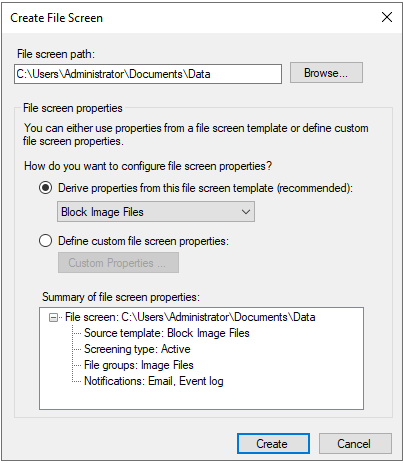 Create File Screen
File screen path:
C:\Users\Administrator\Documents\Data
Browse...
File screen properties
You can either use properties from a file screen template or define custom
file screen properties.
How do you want to configure file screen properties?
Derive properties from this file screen template (recommended):
Block Image Files
Define custom file screen properties:
Custom Properties ...
Summary of file screen properties:
File screen: C:\Users\Administrator\Documents\Data
Source template: Block Image Files
Screening type: Active
File groups: Image Files
Notifications: Email, Event log
Create
Cancel